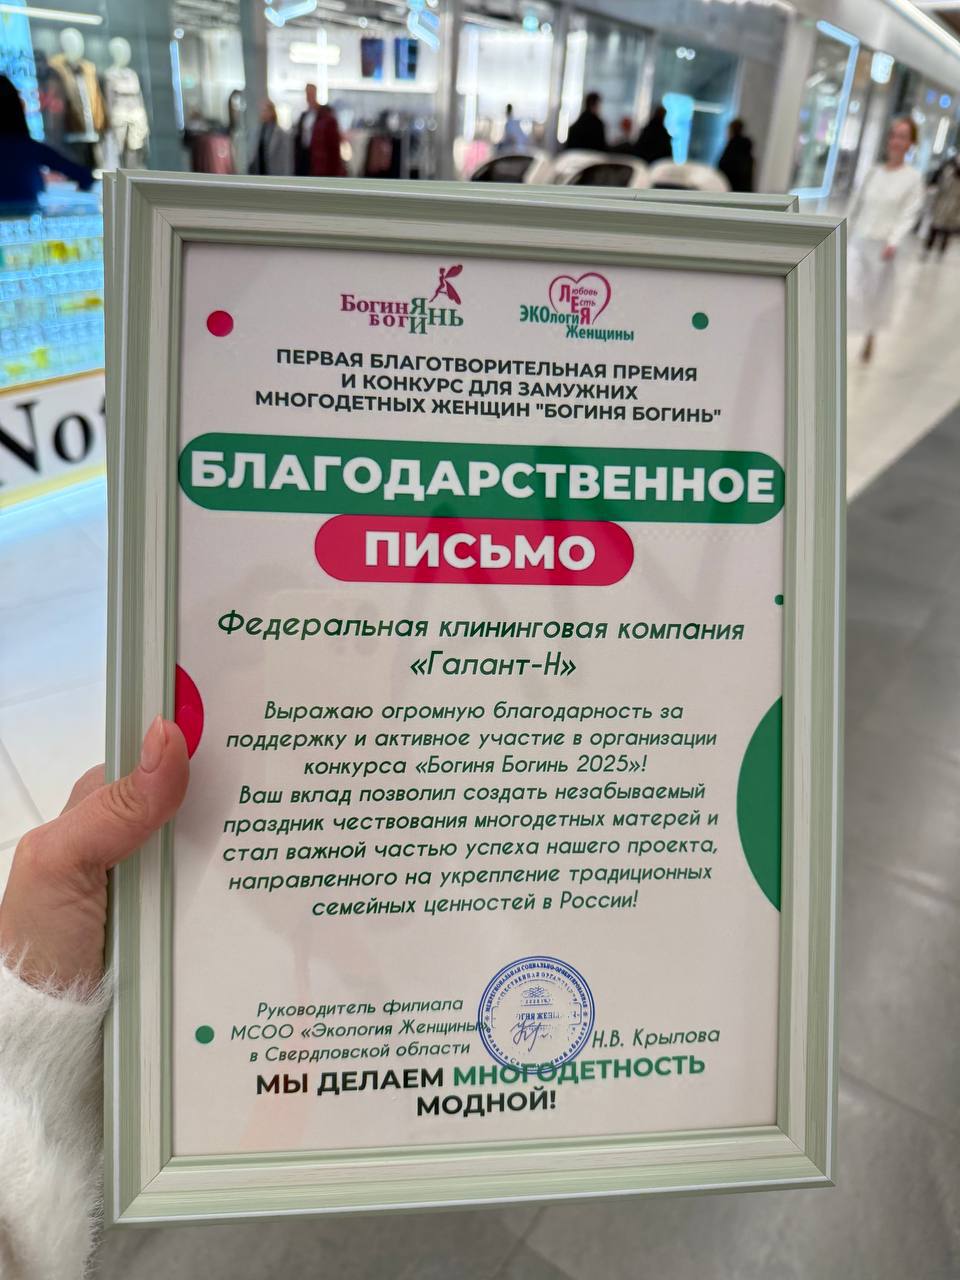 БогинЯ
боГИНЬ
Любовь
Есть
ЭКОлогиЯ
Женщины
ПЕРВАЯ БЛАГОТВОРИТЕЛЬНАЯ ПРЕМИЯ
И КОНКУРС ДЛЯ ЗАМУЖНИХ
МНОГОДЕТНЫХ ЖЕНЩИН "БОГИНЯ БОГИНЬ"
БЛАГОДАРСТВЕННОЕ
ПИСЬМО
Федеральная клининговая компания
«Галант-Н»
Выражаю огромную благодарность за
поддержку и активное участие в организации
конкурса «Богиня Богинь 2025»!
Ваш вклад позволил создать незабываемый
праздник чествования многодетных матерей и
стал важной частью успеха нашего проекта,
направленного на укрепление традиционных
семейных ценностей в России!
Руководитель филиала
МСОО «Экология Женщины»
в Свердловской области
Н.В. Крылова
МЫ ДЕЛАЕМ МНОГОДЕТНОСТЬ
МОДНОЙ!
No